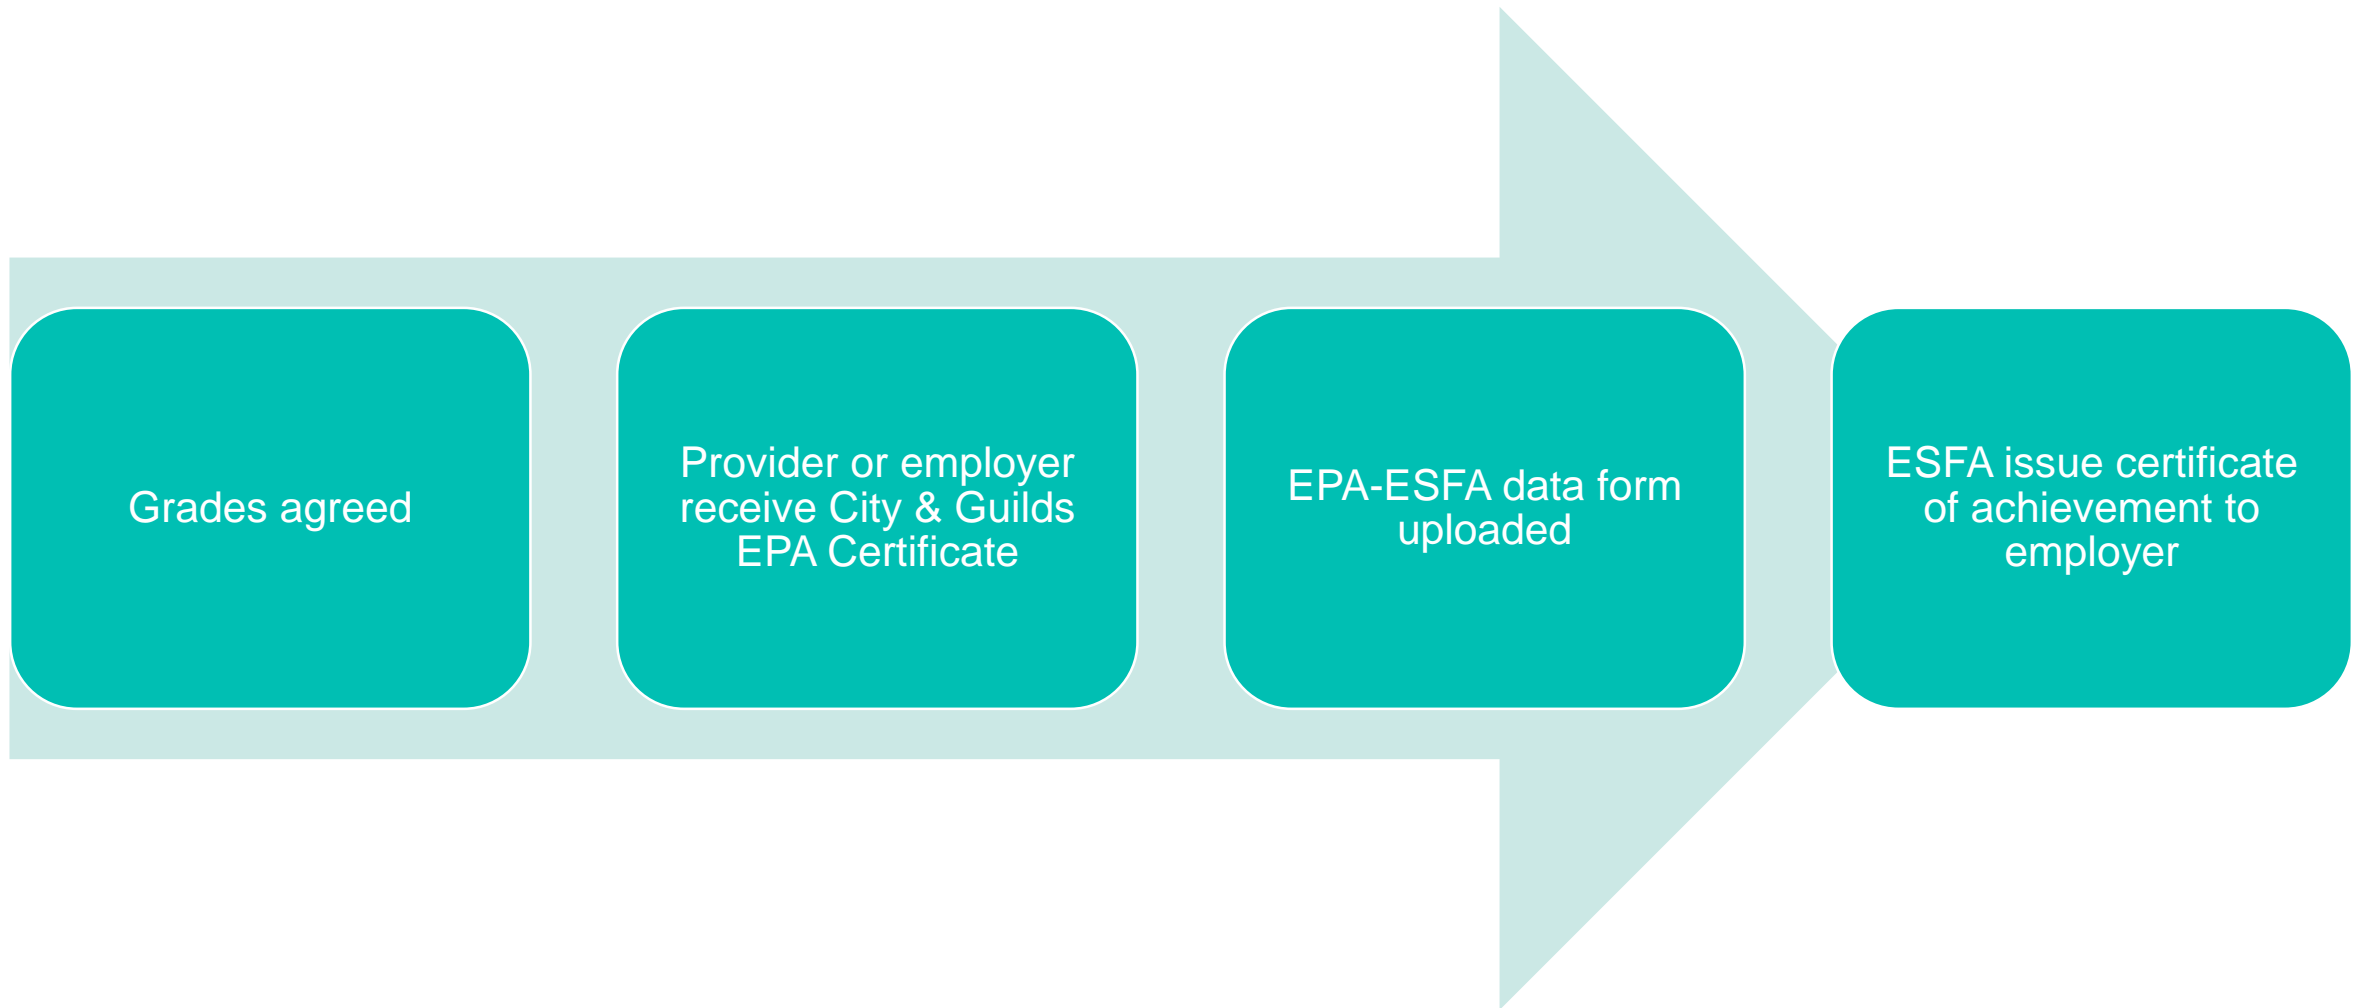 Grades agreed
Provider or employer
receive City & Guilds
EPA Certificate
EPA-ESFA data form
uploaded
ESFA issue certificate
of achievement to
employer